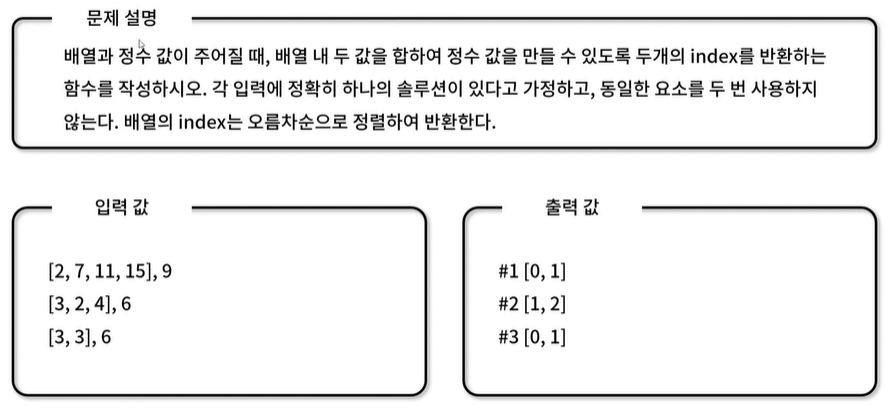 문제 설명
배열과 정수 값이 주어질 때, 배열 내 두 값을 합하여 정수 값을 만들 수 있도록 두개의 index를 반환하는
함수를 작성하시오. 각 입력에 정확히 하나의 솔루션이 있다고 가정하고, 동일한 요소를 두 번 사용하지
않는다. 배열의 index는 오름차순으로 정렬하여 반환한다.
입력 값
[2, 7, 11, 15], 9
[3, 2, 4], 6
[3, 3], 6
출력 값
#1 [0, 1]
#2 [1, 2]
#3 [0, 1]